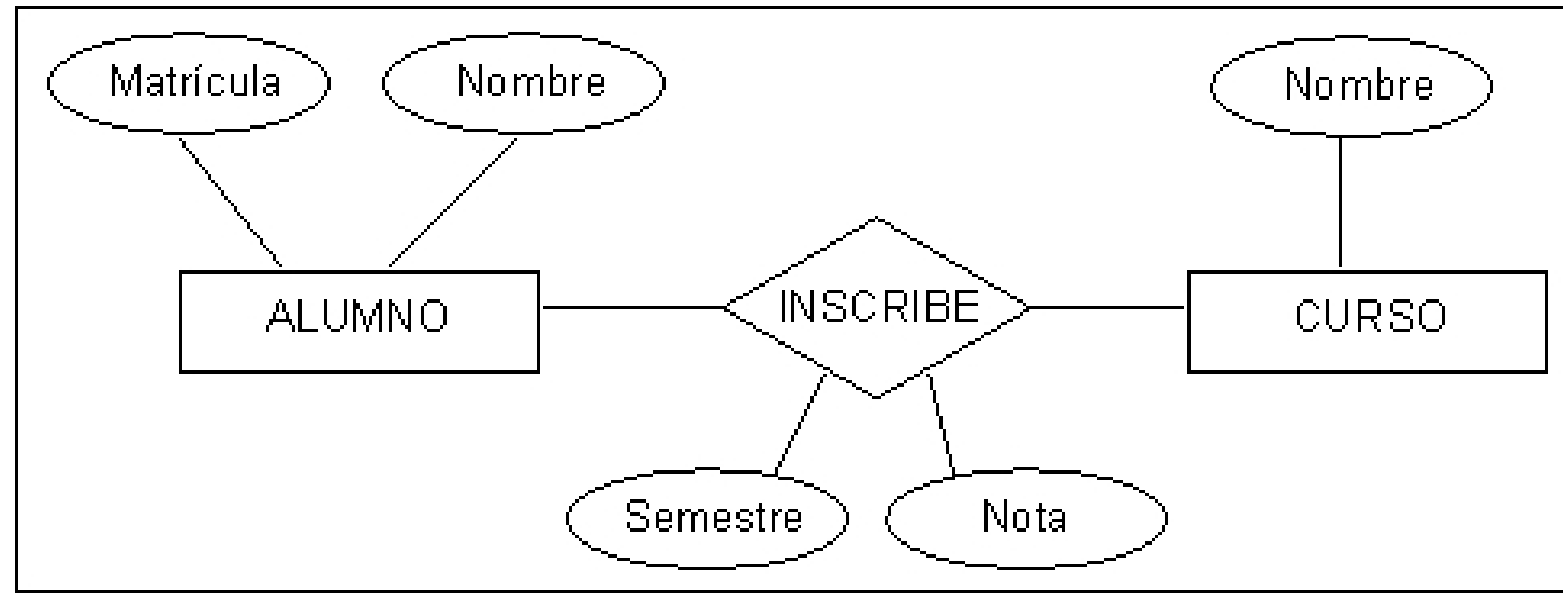 Matrícula
Nombre
Nombre
ALUMNO
INSCRIBE
CURSO
Semestre
Nota